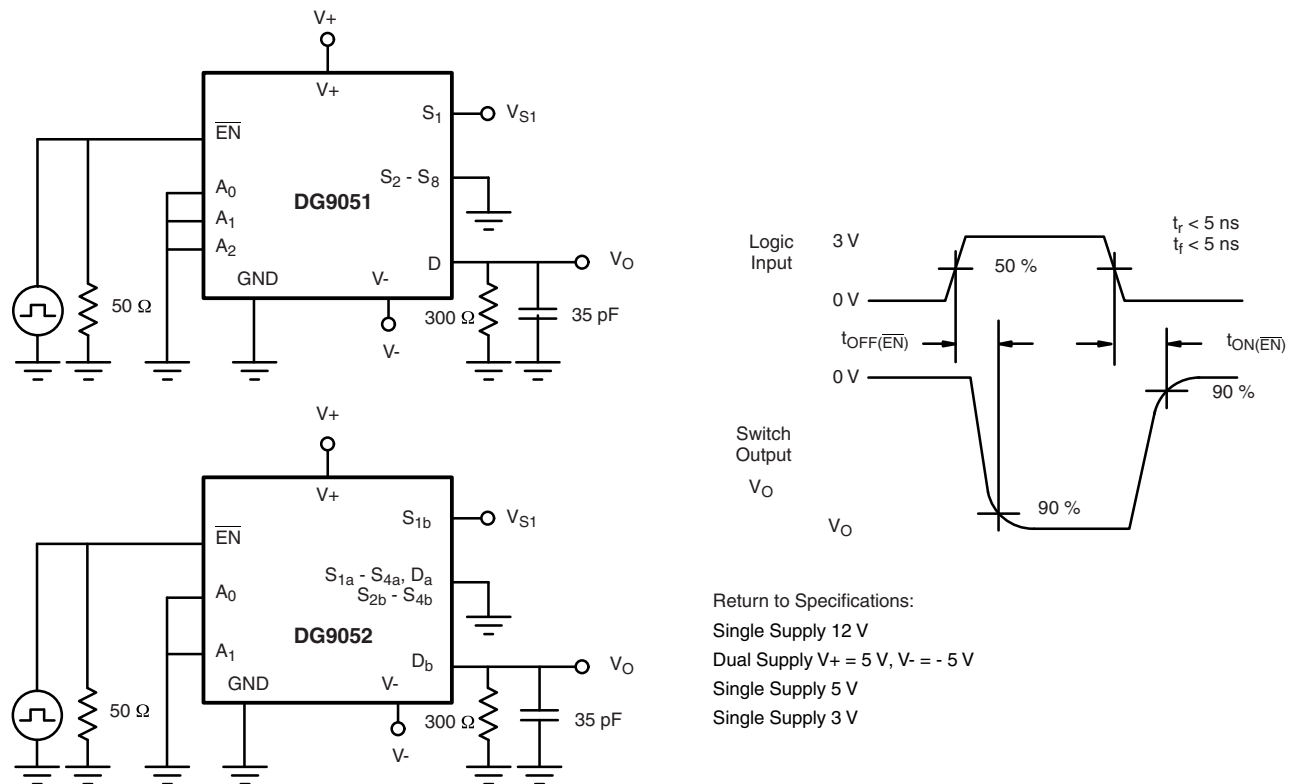 V+
V+
S1
VS1
EN
S2 - S8
A0
DG9051
A1
A2
D
VO
GND
V-
50 Ω
300 Ω
35 pF
V-
V+
V+
S1b
VS1
EN
S1a - S4a, Da
A0
S2b - S4b
DG9052
A1
Db
VO
GND
V-
50 Ω
300 Ω
35 pF
V-
Logic
Input
3 V
50 %
tr < 5 ns
tf < 5 ns
0 V
tOFF(EN)
tON(EN)
0 V
90 %
Switch
Output
VO
VO
90 %
Return to Specifications:
Single Supply 12 V
Dual Supply V+ = 5 V, V- = - 5 V
Single Supply 5 V
Single Supply 3 V